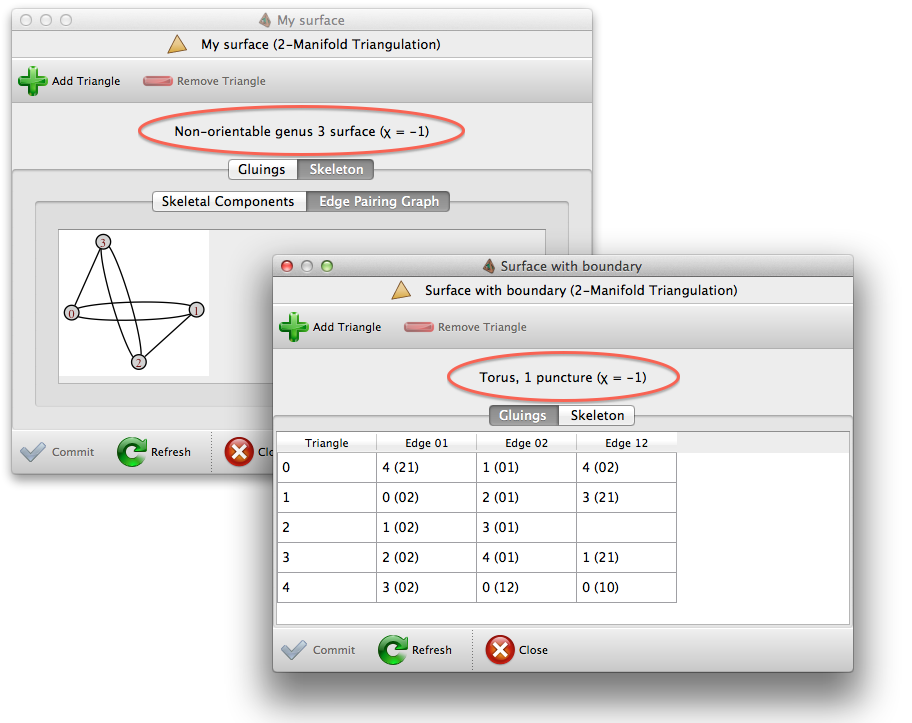 My surface
My surface (2-Manifold Triangulation)
Add Triangle Remove Triangle
Non-orientable genus 3 surface (χ = -1)
Gluings Skeleton
Skeletal Components Edge Pairing Graph
3
0
1
2
Commit Refresh Clo
Surface with boundary
Surface with boundary (2-Manifold Triangulation)
Add Triangle Remove Triangle
Torus, 1 puncture (χ = -1)
Gluings Skeleton
Triangle Edge 01 Edge 02 Edge 12
0 4 (21) 1 (01) 4 (02)
1 0 (02) 2 (01) 3 (21)
2 1 (02) 3 (01)
3 2 (02) 4 (01) 1 (21)
4 3 (02) 0 (12) 0 (10)
Commit Refresh Close